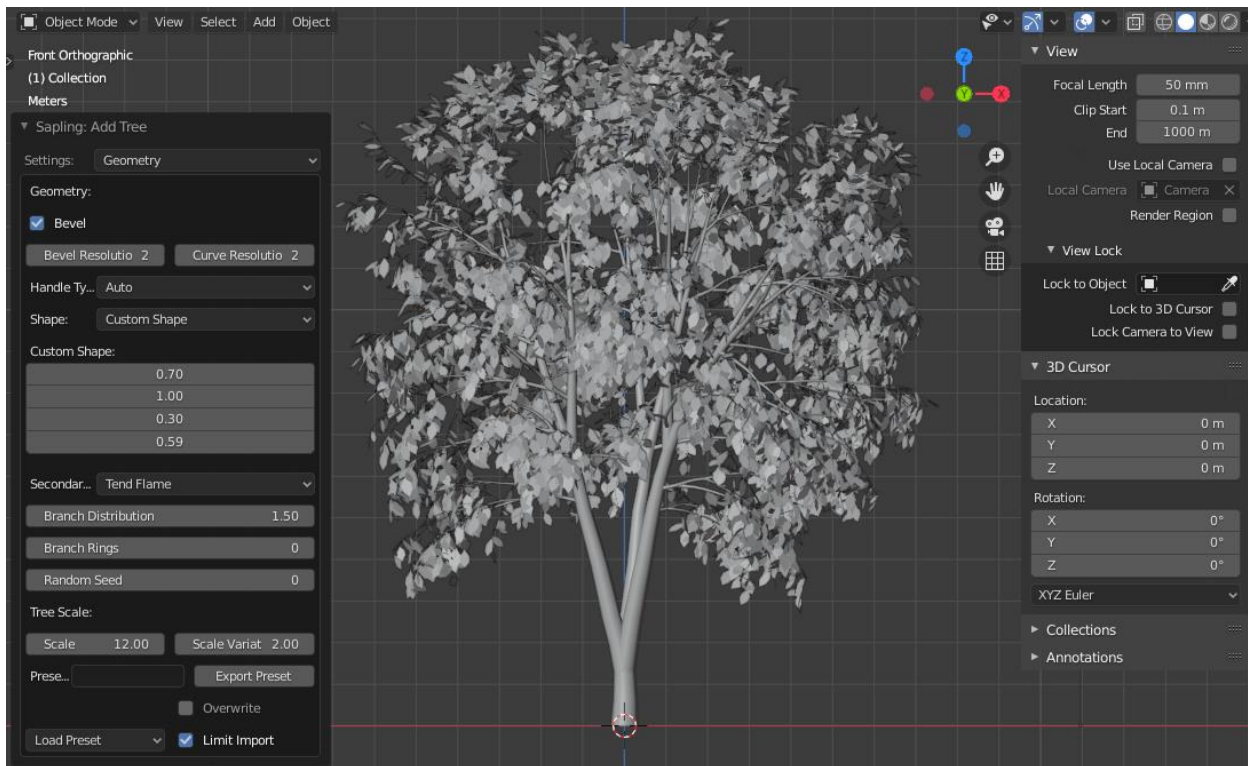 Object Mode View Select Add Object
Front Orthographic
(1) Collection
Meters
Sapling: Add Tree
Settings: Geometry
Geometry:
Bevel
Bevel Resolutio 2 Curve Resolutio 2
Handle Ty... Auto
Shape: Custom Shape
Custom Shape:
0.70
1.00
0.30
0.59
Secondar... Tend Flame
Branch Distribution 1.50
Branch Rings 0
Random Seed 0
Tree Scale:
Scale 12.00 Scale Variat 2.00
Prese... Export Preset
Overwrite
Load Preset Limit Import
Z
Y
X
View
Focal Length 50 mm
Clip Start 0.1 m
End 1000 m
Use Local Camera
Local Camera Camera
Render Region
View Lock
Lock to Object
Lock to 3D Cursor
Lock Camera to View
3D Cursor
Location:
X 0 m
Y 0 m
Z 0 m
Rotation:
X 0°
Y 0°
Z 0°
XYZ Euler
Collections
Annotations